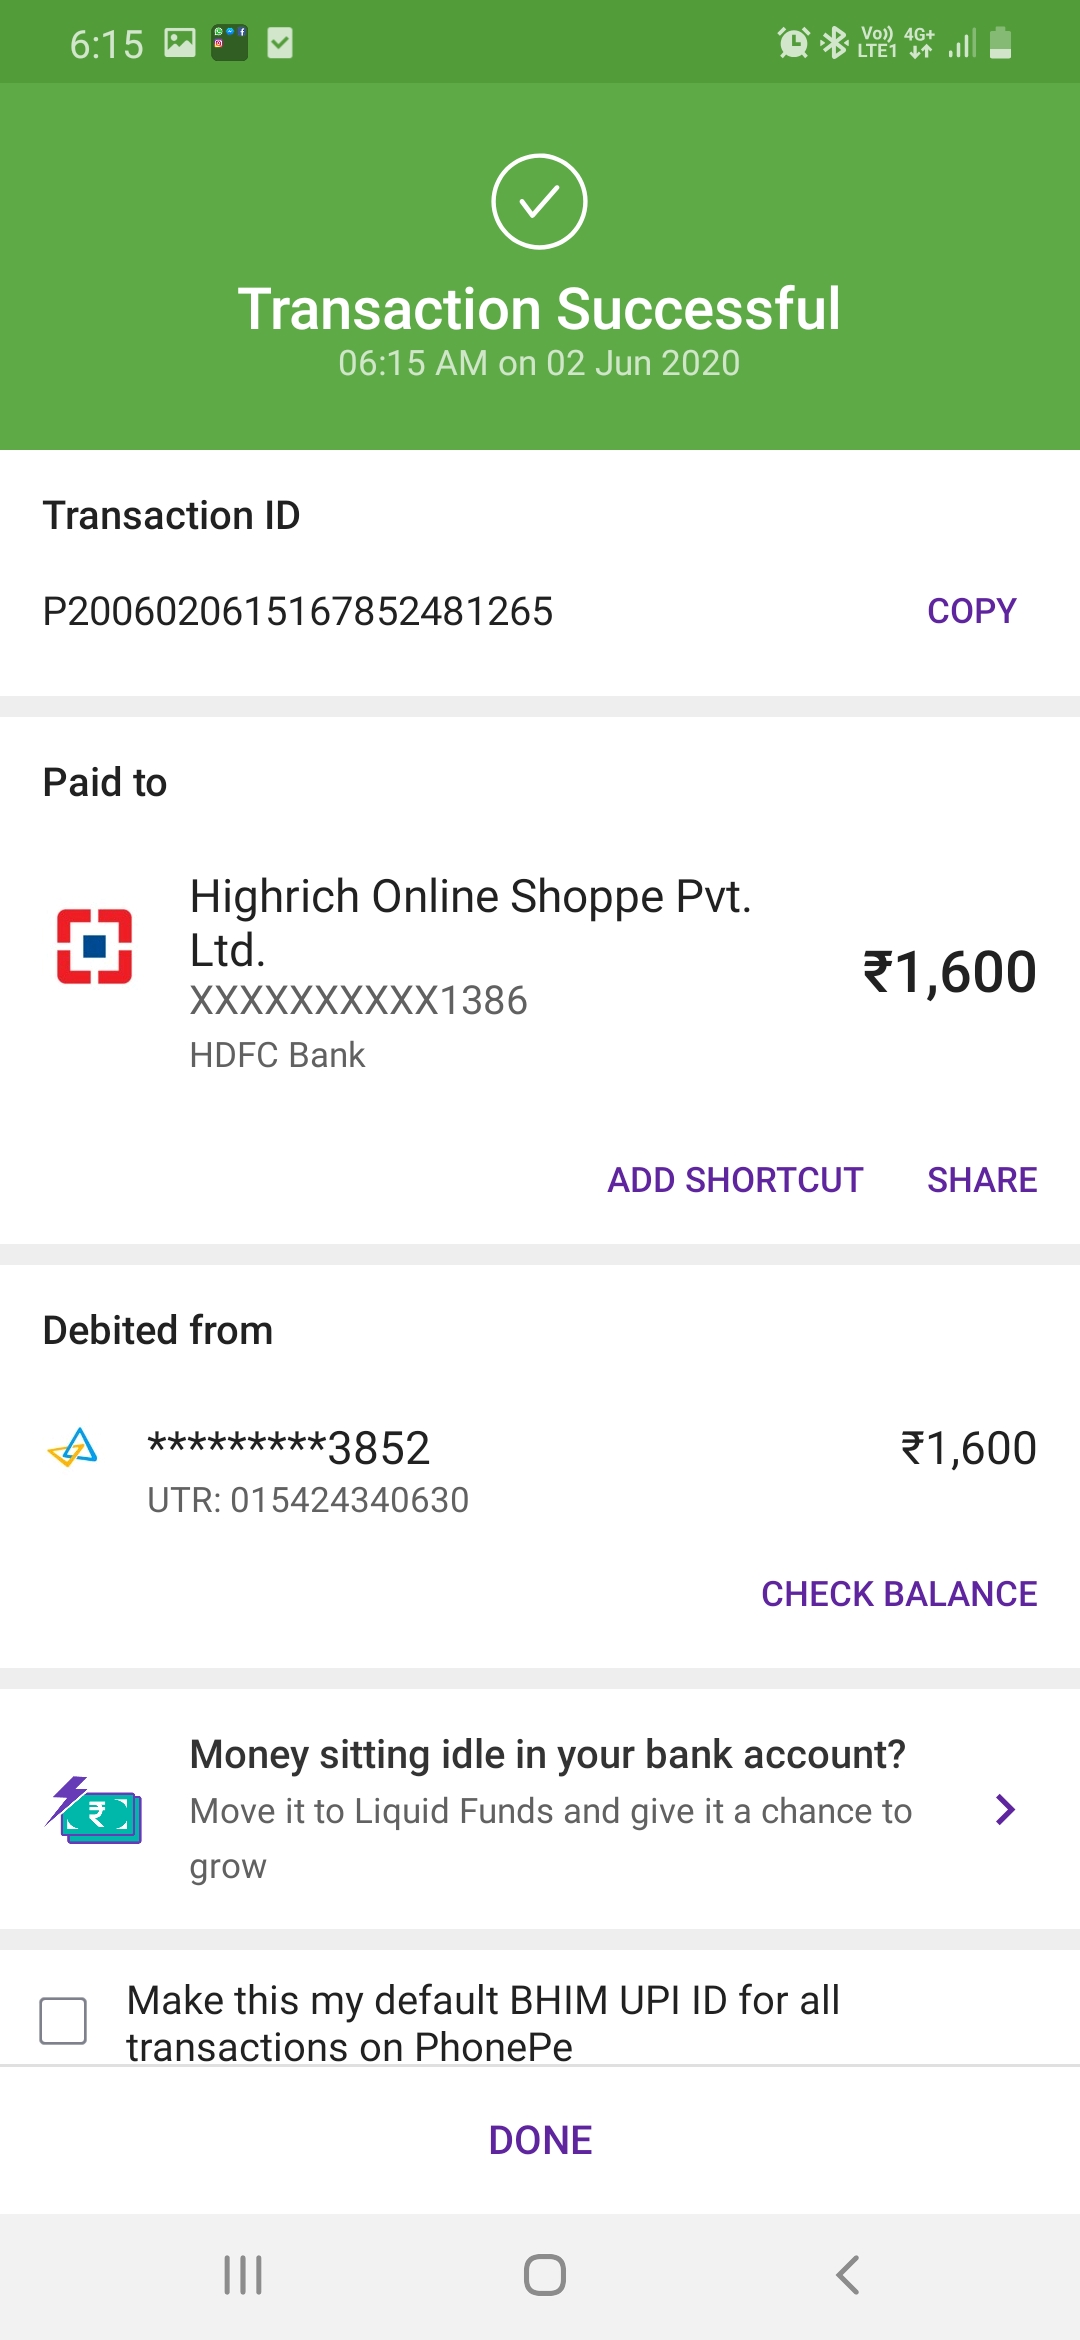 6:15
Vo)) 4G+
LTE1
Transaction Successful
06:15 AM on 02 Jun 2020
Transaction ID
P2006020615167852481265
COPY
Paid to
Highrich Online Shoppe Pvt.
Ltd.
₹1,600
XXXXXXXXXX1386
HDFC Bank
ADD SHORTCUT SHARE
Debited from
*********3852
₹1,600
UTR: 015424340630
CHECK BALANCE
Money sitting idle in your bank account?
Move it to Liquid Funds and give it a chance to
grow
₹
Make this my default BHIM UPI ID for all
transactions on PhonePe
DONE